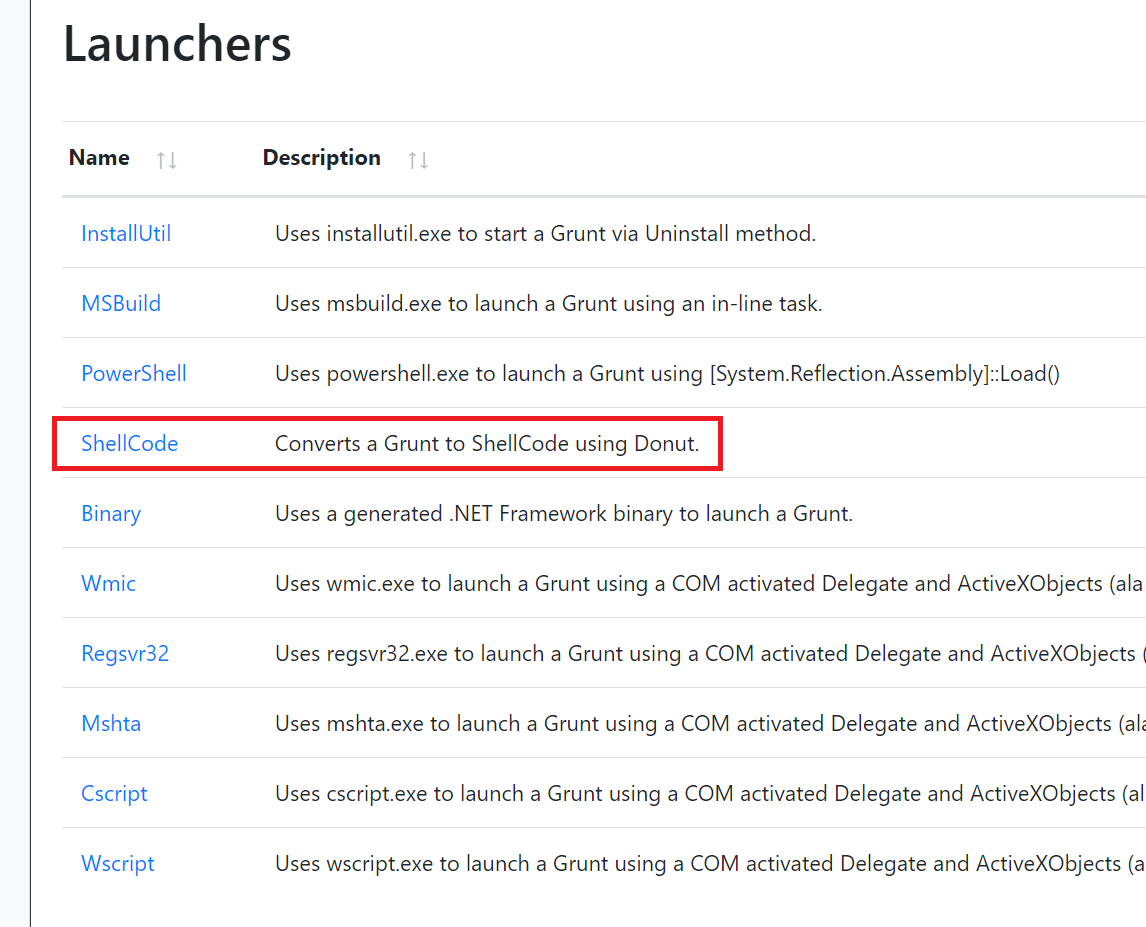 Launchers
Name Description
InstallUtil Uses installutil.exe to start a Grunt via Uninstall method.
MSBuild Uses msbuild.exe to launch a Grunt using an in-line task.
PowerShell Uses powershell.exe to launch a Grunt using [System.Reflection.Assembly]::Load()
ShellCode Converts a Grunt to ShellCode using Donut.
Binary Uses a generated .NET Framework binary to launch a Grunt.
Wmic Uses wmic.exe to launch a Grunt using a COM activated Delegate and ActiveXObjects (ala
Regsvr32 Uses regsvr32.exe to launch a Grunt using a COM activated Delegate and ActiveXObjects (
Mshta Uses mshta.exe to launch a Grunt using a COM activated Delegate and ActiveXObjects (ala
Cscript Uses cscript.exe to launch a Grunt using a COM activated Delegate and ActiveXObjects (al
Wscript Uses wscript.exe to launch a Grunt using a COM activated Delegate and ActiveXObjects (a